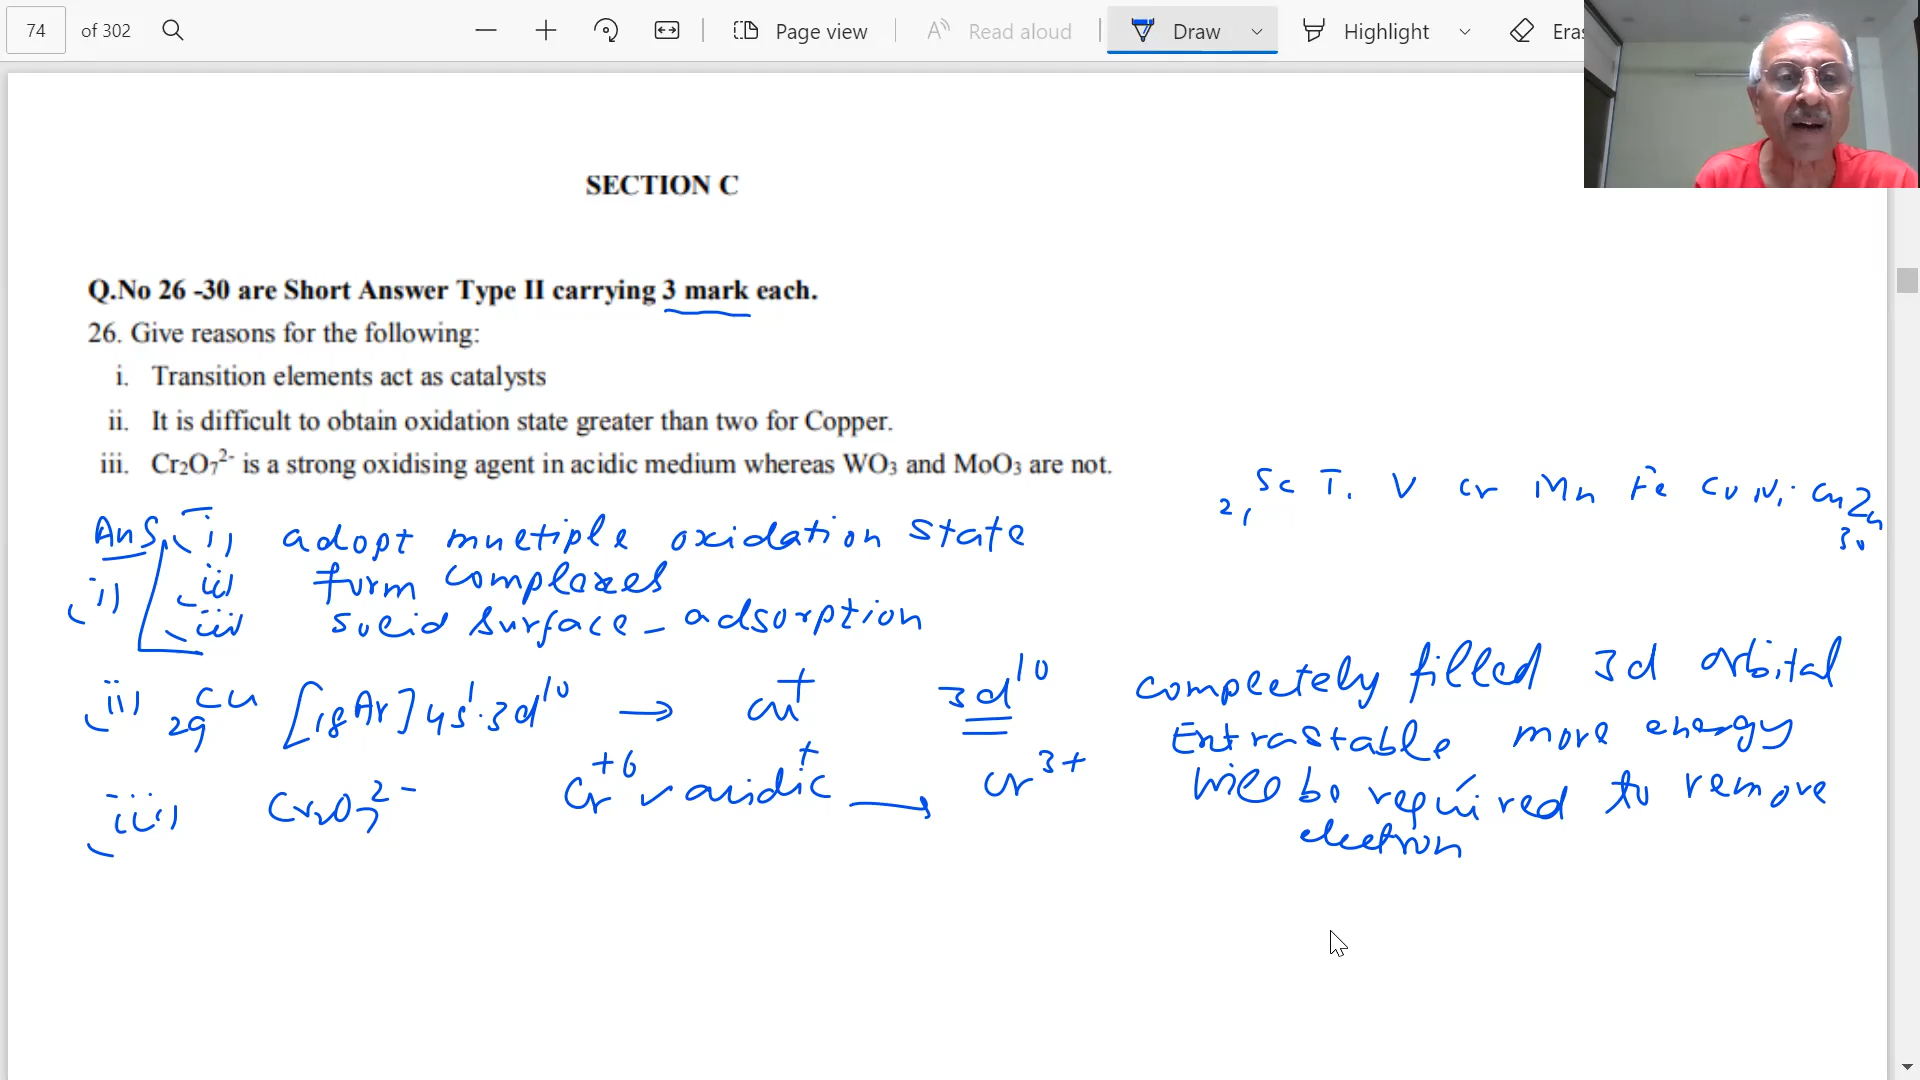 74 of 302 Page view Read aloud Draw Highlight Eras
SECTION C
Q.No 26 -30 are Short Answer Type II carrying 3 mark each.
26. Give reasons for the following:
i. Transition elements act as catalysts
ii. It is difficult to obtain oxidation state greater than two for Copper.
iii. Cr₂O₇²⁻ is a strong oxidising agent in acidic medium whereas WO₃ and MoO₃ are not.
21 Sc Ti V Cr Mn Fe Co Ni Cu Zn 30
Ans, i) adopt multiple oxidation state
i) ii) form complexes
iii) solid surface - adsorption
ii) 29 Cu [18Ar] 4s¹.3d¹⁰ → Cu⁺ 3d¹⁰
completely filled 3d orbital
Extrastable more energy
will be required to remove
electron
iii) Cr₂O₇²⁻ Cr⁺⁶ acidic → Cr³⁺